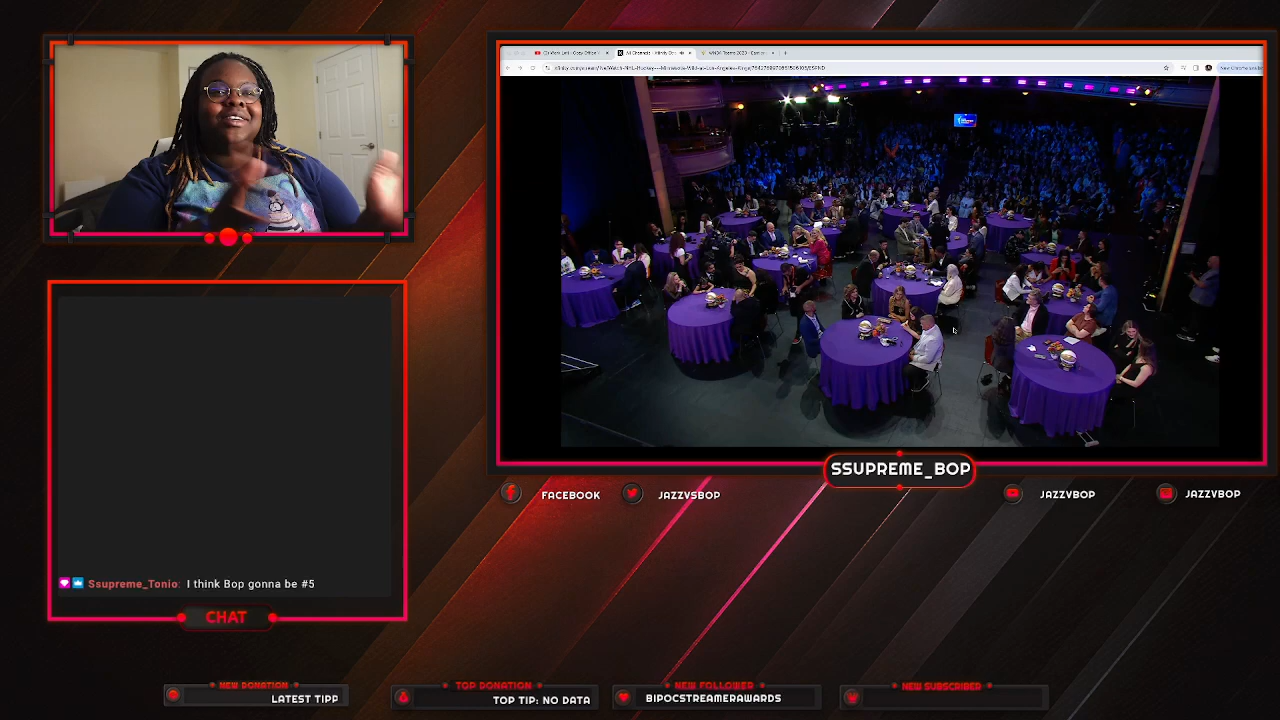 SSUPREME_BOP
FACEBOOK
JAZZVSBOP
JAZZVBOP
JAZZVBOP
Ssupreme_Tonio: I think Bop gonna be #5
CHAT
NEW DONATION
LATEST TIPP
TOP DONATION
TOP TIP: NO DATA
NEW FOLLOWER
BIPOCSTREAMERAWARDS
NEW SUBSCRIBER